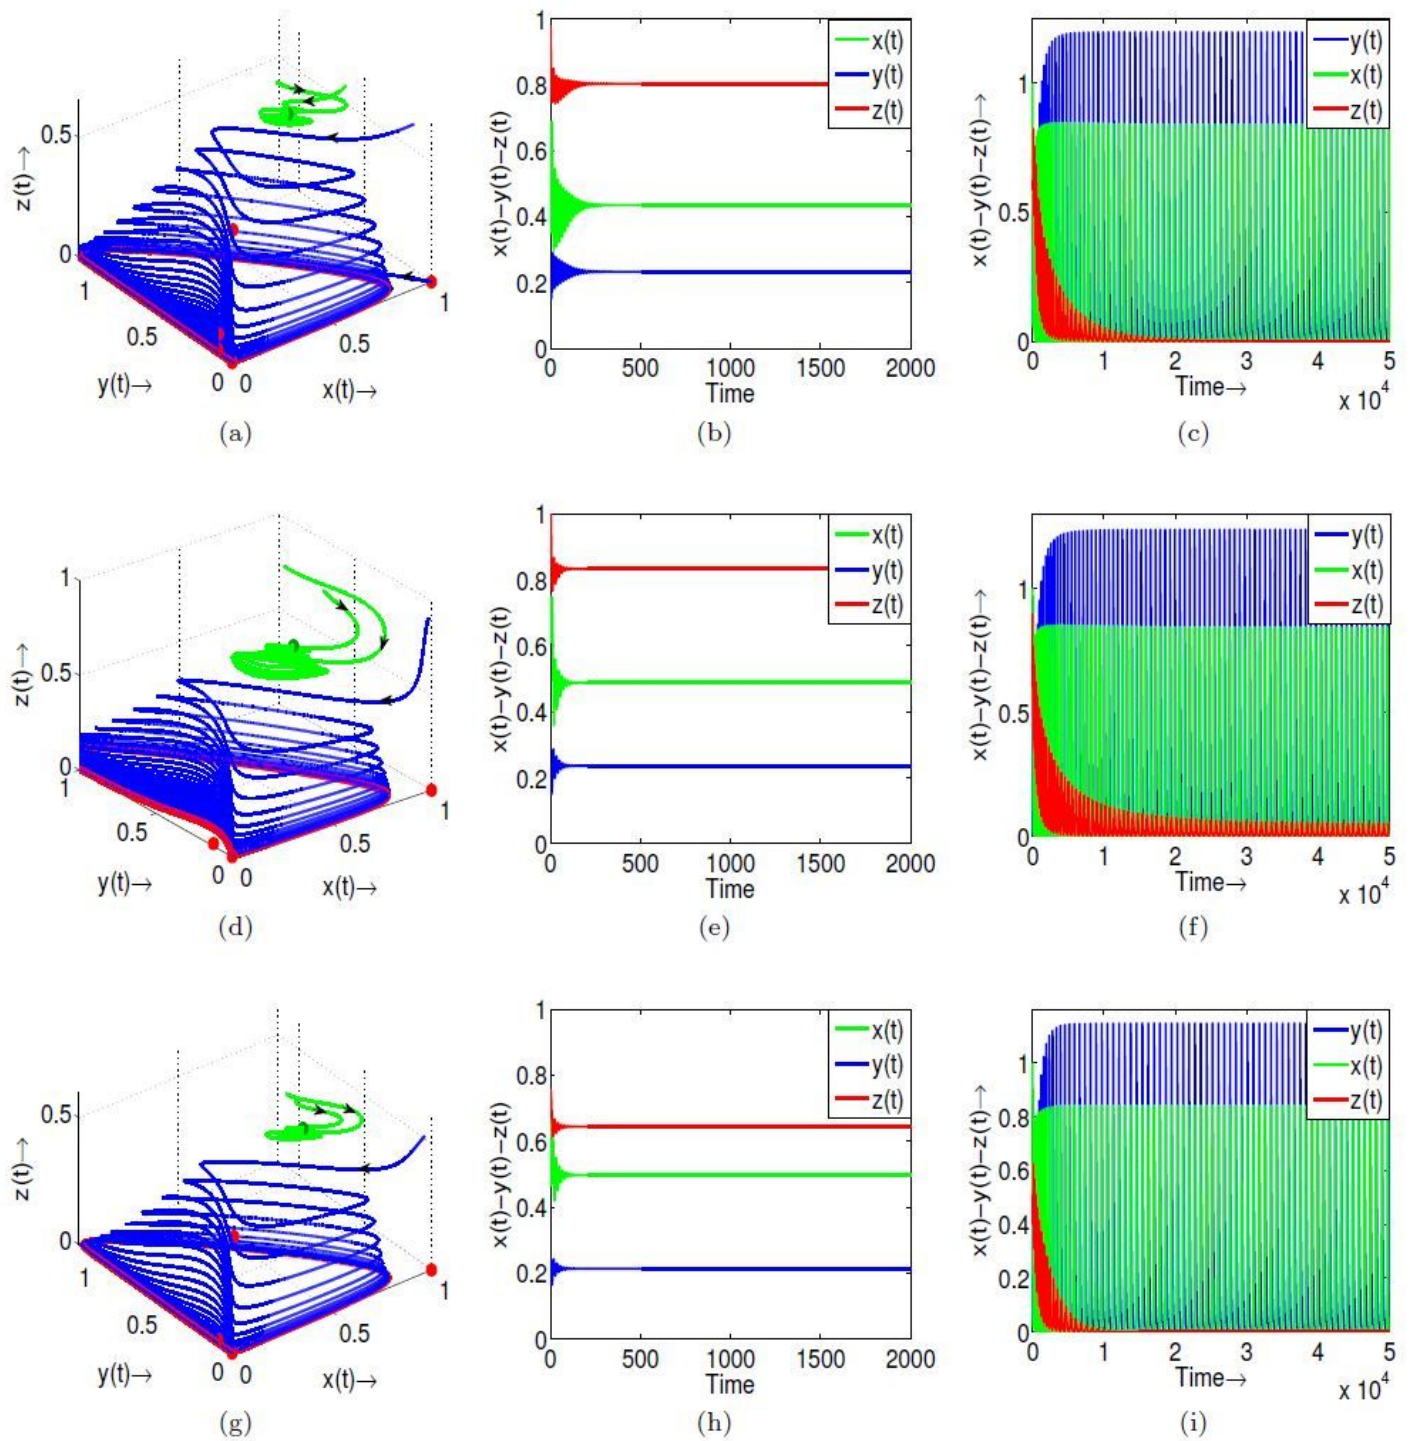 z(t)→
0.5
0
1
0.5
y(t)→
0 0
x(t)→
0.5
1
(a)
x(t)−y(t)−z(t)
1
0.8
0.6
0.4
0.2
0
0 500 1000 1500 2000
Time
x(t)
y(t)
z(t)
(b)
x(t)−y(t)−z(t)→
1
0.5
0
0 1 2 3 4 5
Time→
x 10^4
y(t)
x(t)
z(t)
(c)
z(t)→
1
0.5
0
1
0.5
y(t)→
0 0
x(t)→
0.5
1
(d)
x(t)−y(t)−z(t)
1
0.8
0.6
0.4
0.2
0
0 500 1000 1500 2000
Time
x(t)
y(t)
z(t)
(e)
x(t)−y(t)−z(t)→
1
0.5
0
0 1 2 3 4 5
Time→
x 10^4
y(t)
x(t)
z(t)
(f)
z(t)→
0.5
0
1
0.5
y(t)→
0 0
x(t)→
0.5
1
(g)
x(t)−y(t)−z(t)
1
0.8
0.6
0.4
0.2
0
0 500 1000 1500 2000
Time
x(t)
y(t)
z(t)
(h)
x(t)−y(t)−z(t)→
1
0.8
0.6
0.4
0.2
0
0 1 2 3 4 5
Time→
x 10^4
y(t)
x(t)
z(t)
(i)